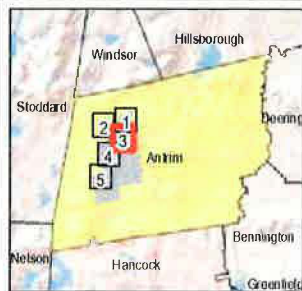 Hillsborough
Windsor
Stoddard
Deering
1
2
3
Antrim
4
5
Bennington
Nelson
Hancock
Greenfield